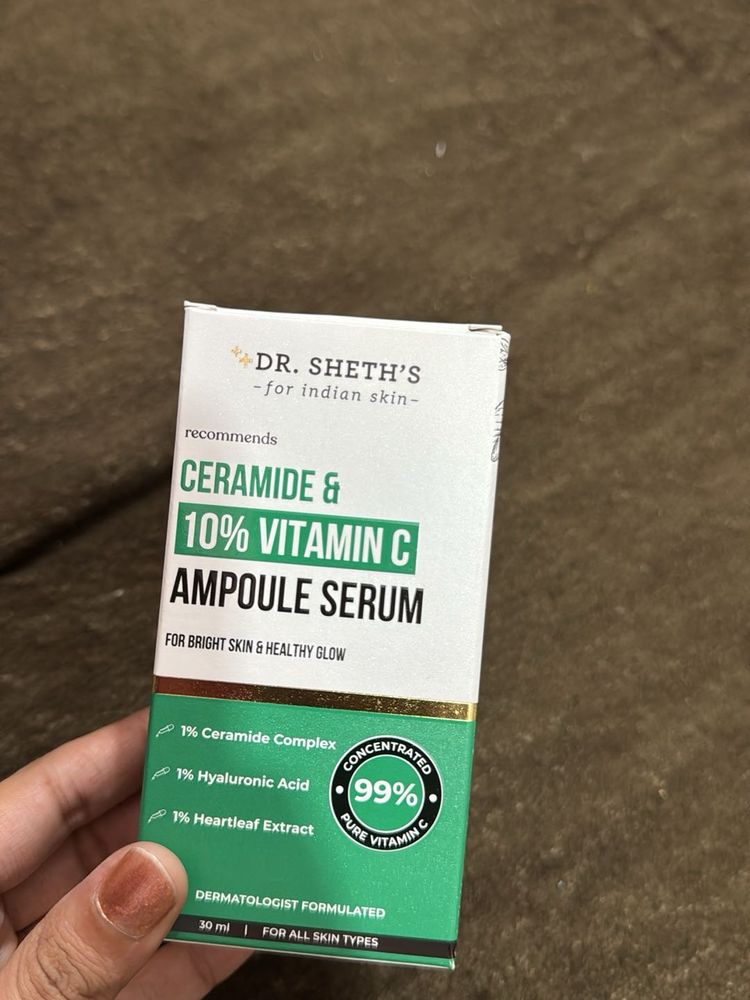 DR. SHETH'S
-for indian skin-
recommends
CERAMIDE &
10% VITAMIN C
AMPOULE SERUM
FOR BRIGHT SKIN & HEALTHY GLOW
1% Ceramide Complex
1% Hyaluronic Acid
1% Heartleaf Extract
CONCENTRATED
99%
PURE VITAMIN C
DERMATOLOGIST FORMULATED
30 ml | FOR ALL SKIN TYPES